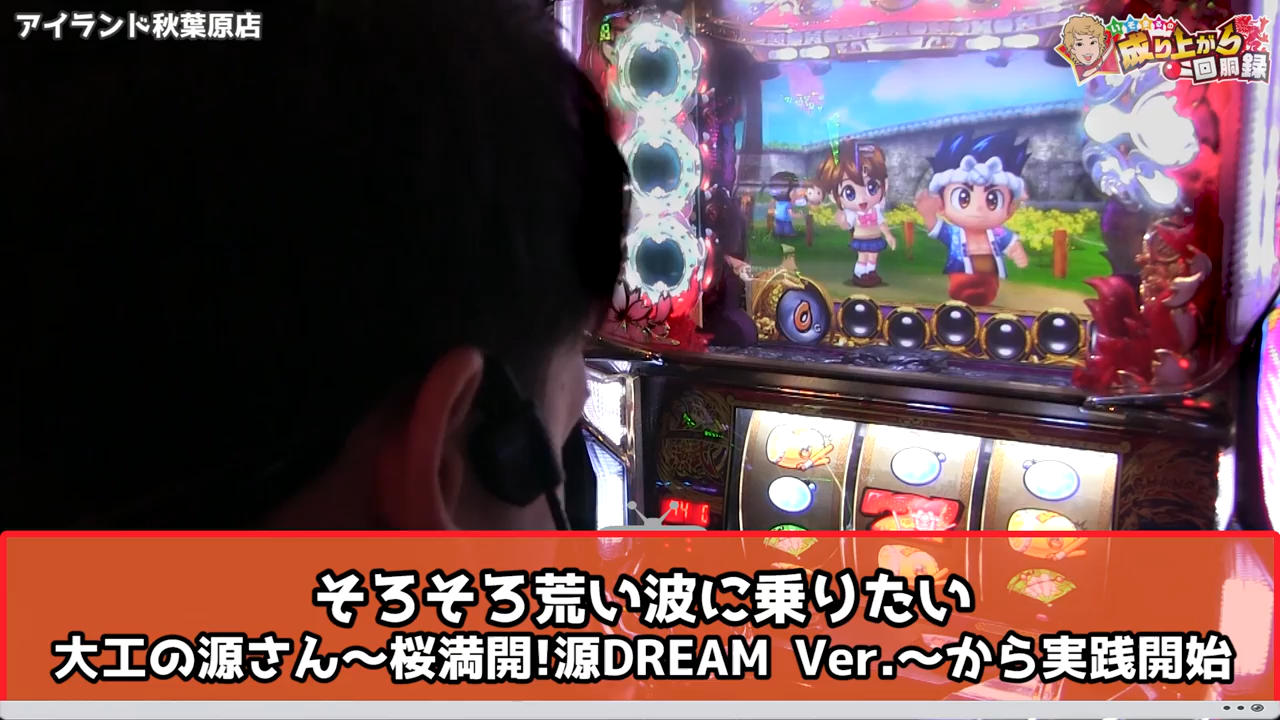 アイランド秋葉原店
成り上がり
回胴録
そろそろ荒い波に乗りたい
大工の源さん～桜満開!源DREAM Ver.～から実践開始